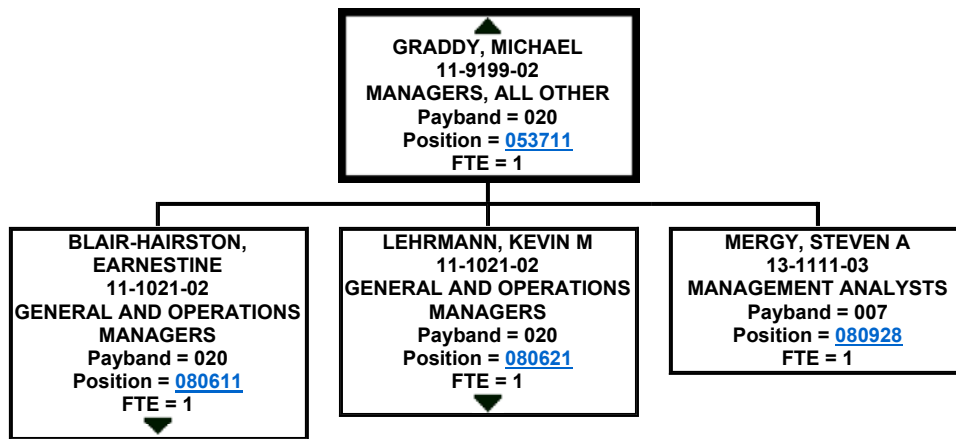 GRADDY, MICHAEL
11-9199-02
MANAGERS, ALL OTHER
Payband = 020
Position = 053711
FTE = 1
BLAIR-HAIRSTON,
EARNESTINE
11-1021-02
GENERAL AND OPERATIONS
MANAGERS
Payband = 020
Position = 080611
FTE = 1
LEHRMANN, KEVIN M
11-1021-02
GENERAL AND OPERATIONS
MANAGERS
Payband = 020
Position = 080621
FTE = 1
MERGY, STEVEN A
13-1111-03
MANAGEMENT ANALYSTS
Payband = 007
Position = 080928
FTE = 1